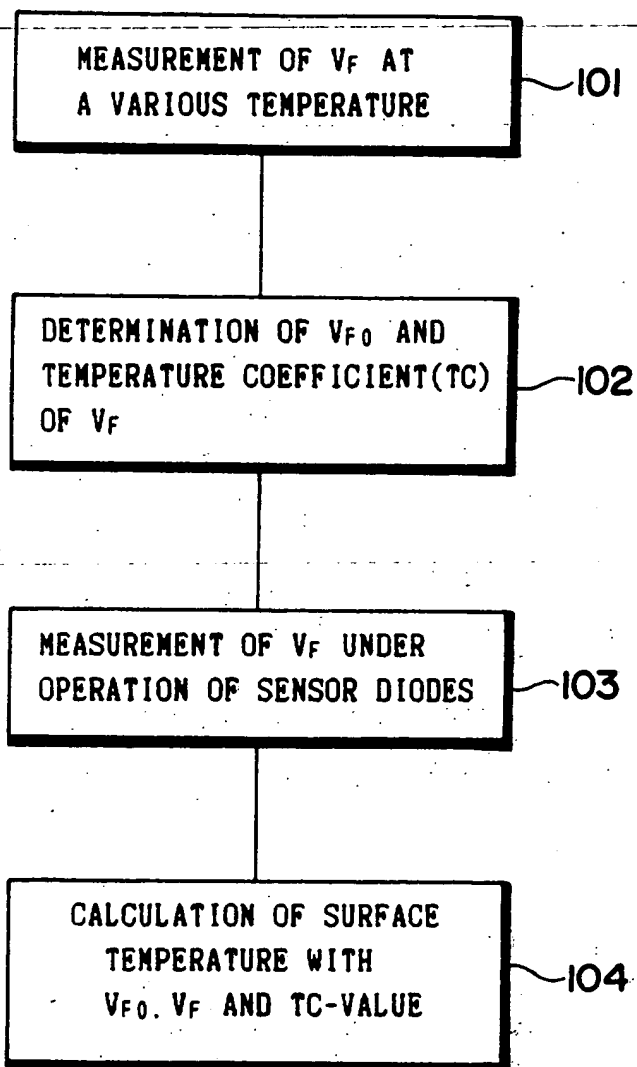 MEASUREMENT OF VF AT
A VARIOUS TEMPERATURE
101
DETERMINATION OF VF0 AND
TEMPERATURE COEFFICIENT(TC)
OF VF
102
MEASUREMENT OF VF UNDER
OPERATION OF SENSOR DIODES
103
CALCULATION OF SURFACE
TEMPERATURE WITH
VF0. VF AND TC-VALUE
104